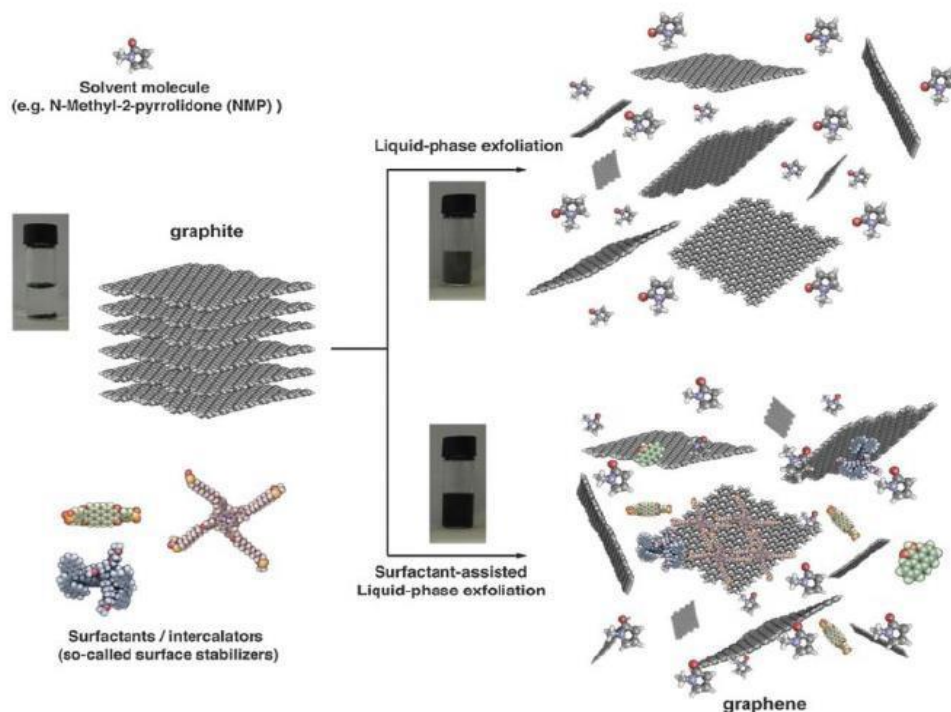 Solvent molecule
(e.g. N-Methyl-2-pyrrolidone (NMP) )
Liquid-phase exfoliation
graphite
Surfactant-assisted
Liquid-phase exfoliation
Surfactants / intercalators
(so-called surface stabilizers)
graphene